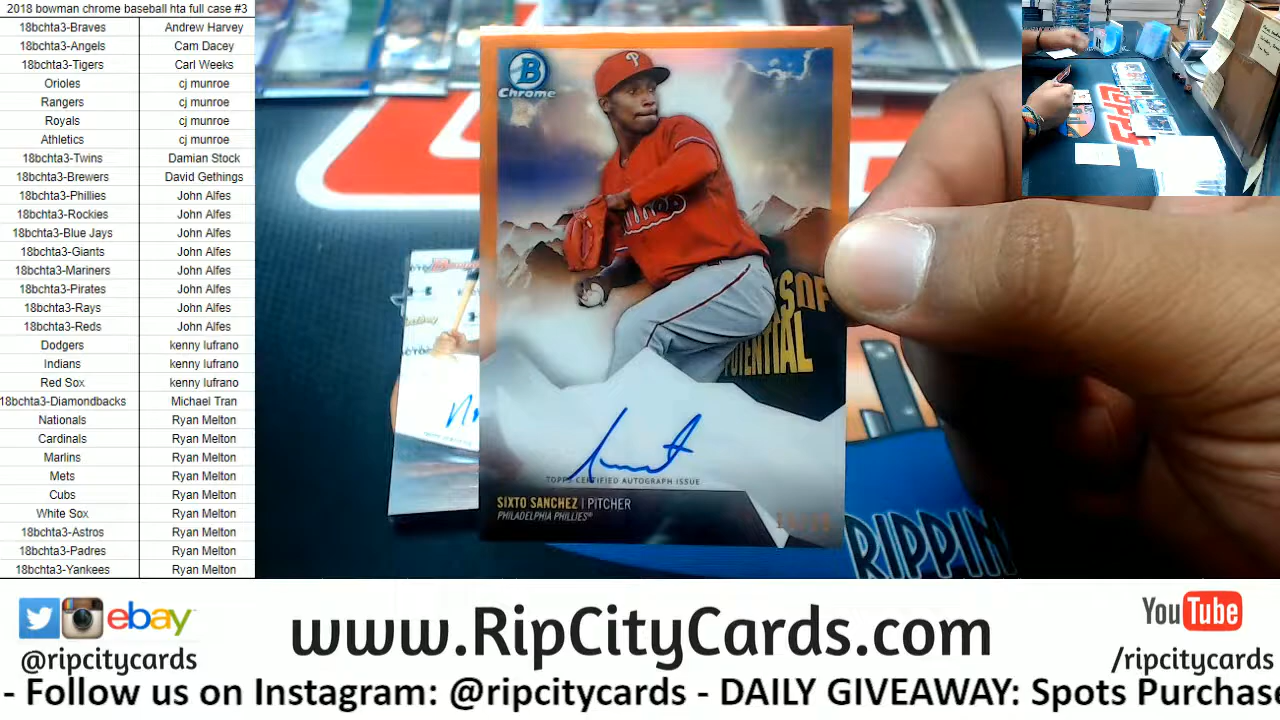 2018 bowman chrome baseball hta full case #3
18bchta3-Braves Andrew Harvey
18bchta3-Angels Cam Dacey
18bchta3-Tigers Carl Weeks
Orioles cj munroe
Rangers cj munroe
Royals cj munroe
Athletics cj munroe
18bchta3-Twins Damian Stock
18bchta3-Brewers David Gethings
18bchta3-Phillies John Alfes
18bchta3-Rockies John Alfes
18bchta3-Blue Jays John Alfes
18bchta3-Giants John Alfes
18bchta3-Mariners John Alfes
18bchta3-Pirates John Alfes
18bchta3-Rays John Alfes
18bchta3-Reds John Alfes
Dodgers kenny lufrano
Indians kenny lufrano
Red Sox kenny lufrano
18bchta3-Diamondbacks Michael Tran
Nationals Ryan Melton
Cardinals Ryan Melton
Marlins Ryan Melton
Mets Ryan Melton
Cubs Ryan Melton
White Sox Ryan Melton
18bchta3-Astros Ryan Melton
18bchta3-Padres Ryan Melton
18bchta3-Yankees Ryan Melton
B
Chrome
P
POTENTIAL
TOPPS CERTIFIED AUTOGRAPH ISSUE
SIXTO SANCHEZ | PITCHER
PHILADELPHIA PHILLIES®
RIPPIN
TOPPS
ebay
@ripcitycards
www.RipCityCards.com
YouTube
/ripcitycards
- Follow us on Instagram: @ripcitycards - DAILY GIVEAWAY: Spots Purchase